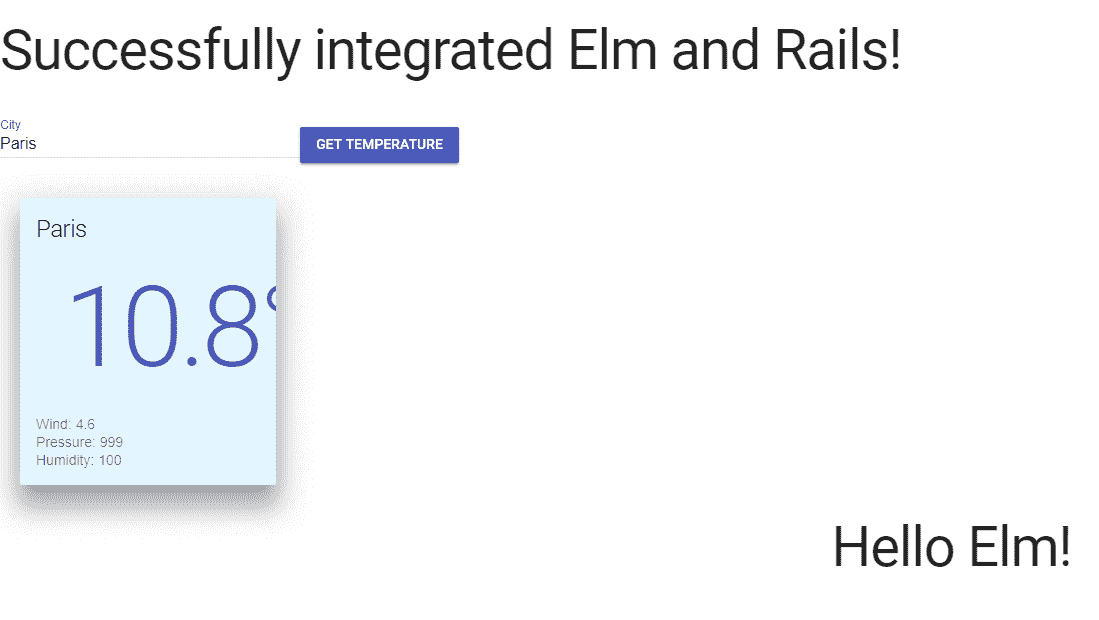 Successfully integrated Elm and Rails!
City
Paris
GET TEMPERATURE
Paris
10.8°
Wind: 4.6
Pressure: 999
Humidity: 100
Hello Elm!